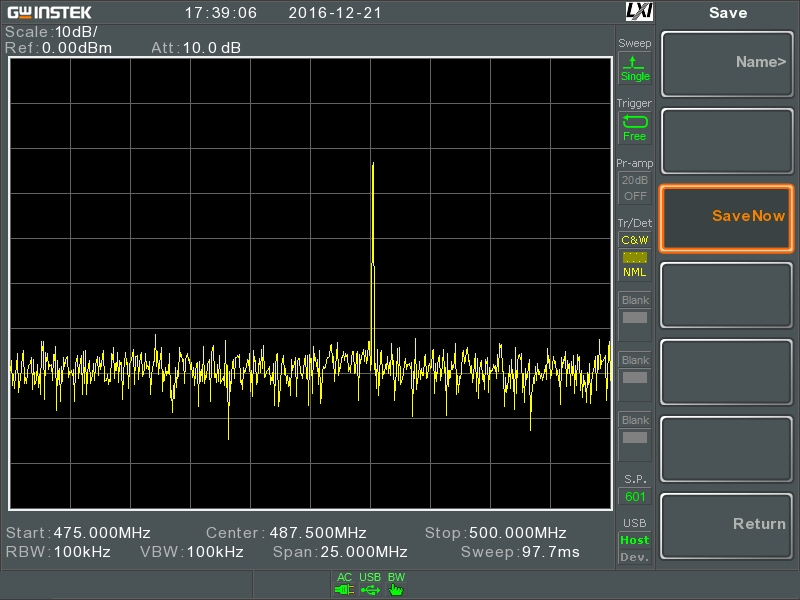 GWINSTEK 17:39:06 2016-12-21 LXI Save
Scale:10dB/
Ref:0.00dBm Att:10.0 dB
Sweep
Single
Name>
Trigger
Free
Pr-amp
20dB
OFF
SaveNow
Tr/Det
C&W
NML
Blank
Blank
Blank
S.P.
601
Return
USB
Host
Dev.
Start:475.000MHz Center:487.500MHz Stop:500.000MHz
RBW:100kHz VBW:100kHz Span:25.000MHz Sweep:97.7ms
AC USB BW